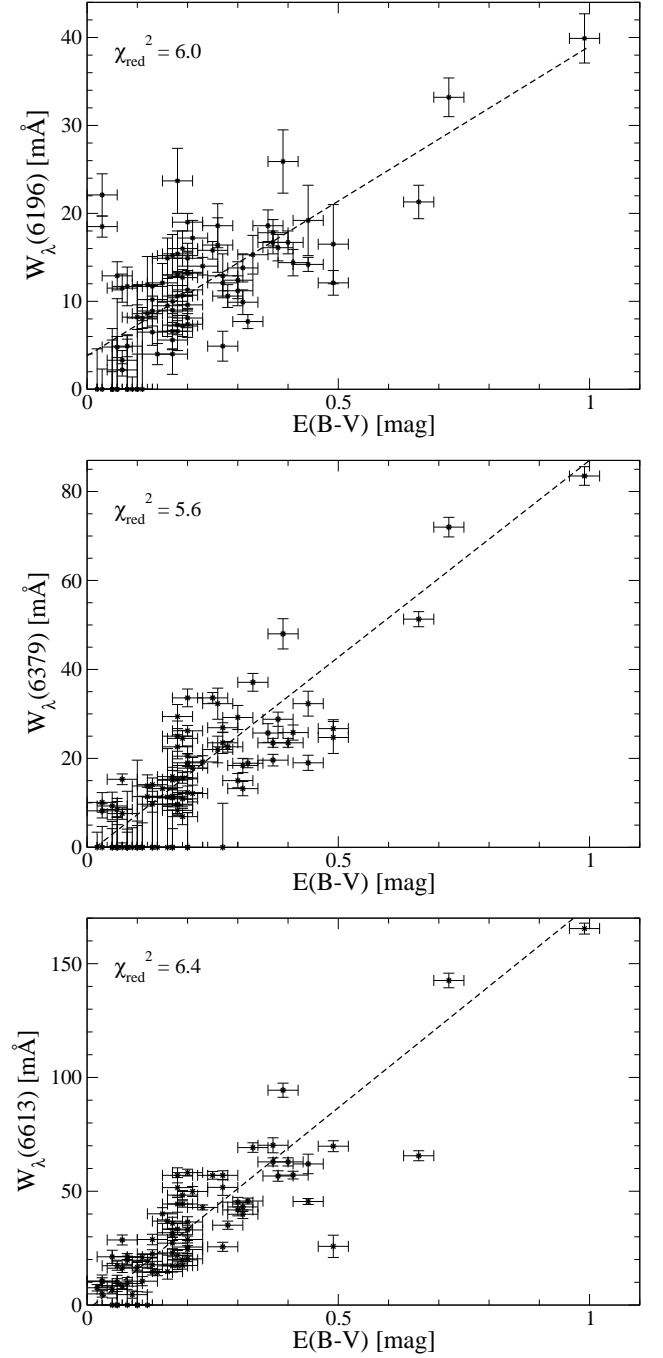 40
χred² = 6.0
30
20
10
0
Wλ(6196) [mÅ]
0 0.5 1
E(B-V) [mag]
80
χred² = 5.6
60
40
20
0
Wλ(6379) [mÅ]
0 0.5 1
E(B-V) [mag]
150
χred² = 6.4
100
50
0
Wλ(6613) [mÅ]
0 0.5 1
E(B-V) [mag]